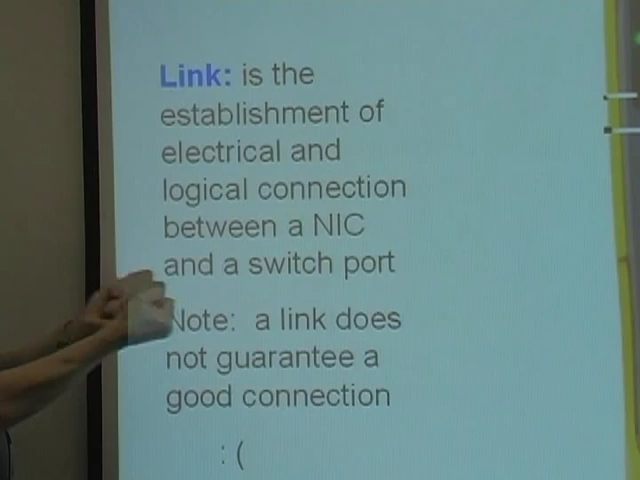 Link: is the
establishment of
electrical and
logical connection
between a NIC
and a switch port
Note: a link does
not guarantee a
good connection
: (